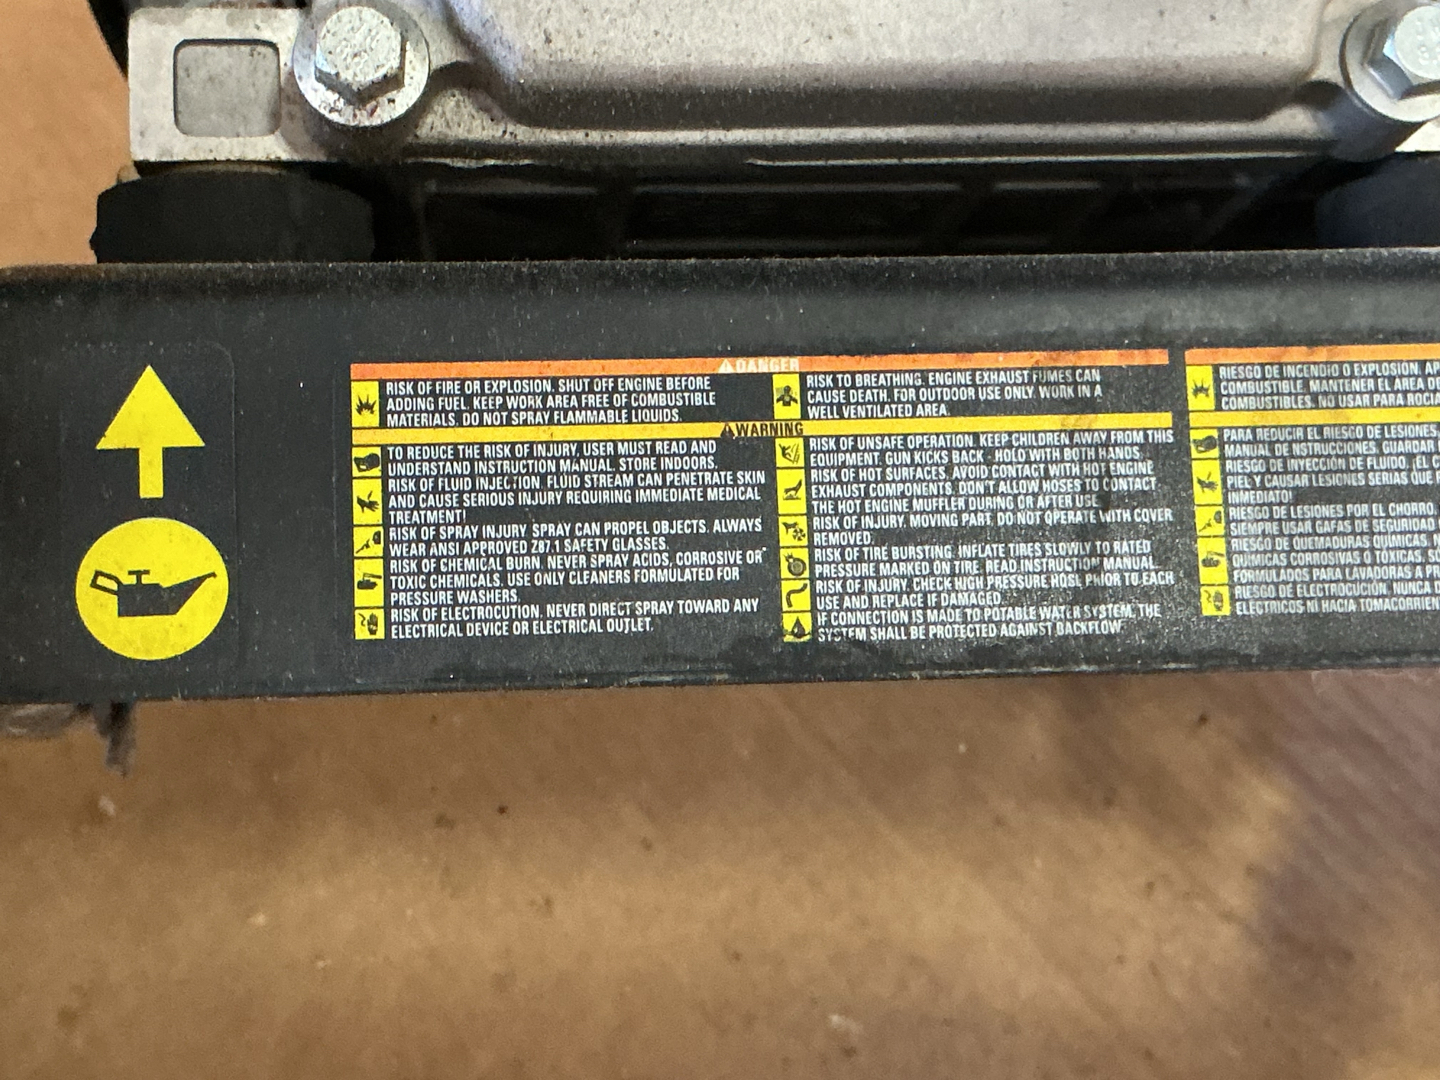 DANGER
RISK OF FIRE OR EXPLOSION. SHUT OFF ENGINE BEFORE
ADDING FUEL. KEEP WORK AREA FREE OF COMBUSTIBLE
MATERIALS. DO NOT SPRAY FLAMMABLE LIQUIDS.
RISK TO BREATHING. ENGINE EXHAUST FUMES CAN
CAUSE DEATH. FOR OUTDOOR USE ONLY. WORK IN A
WELL VENTILATED AREA.
WARNING
TO REDUCE THE RISK OF INJURY, USER MUST READ AND
UNDERSTAND INSTRUCTION MANUAL. STORE INDOORS.
RISK OF FLUID INJECTION. FLUID STREAM CAN PENETRATE SKIN
AND CAUSE SERIOUS INJURY REQUIRING IMMEDIATE MEDICAL
TREATMENT!
RISK OF SPRAY INJURY SPRAY CAN PROPEL OBJECTS. ALWAYS
WEAR ANSI APPROVED Z87.1 SAFETY GLASSES.
RISK OF CHEMICAL BURN. NEVER SPRAY ACIDS, CORROSIVE OR
TOXIC CHEMICALS. USE ONLY CLEANERS FORMULATED FOR
PRESSURE WASHERS.
RISK OF ELECTROCUTION. NEVER DIRECT SPRAY TOWARD ANY
ELECTRICAL DEVICE OR ELECTRICAL OUTLET.
RISK OF UNSAFE OPERATION. KEEP CHILDREN AWAY FROM THIS
EQUIPMENT. GUN KICKS BACK - HOLD WITH BOTH HANDS.
RISK OF HOT SURFACES. AVOID CONTACT WITH HOT ENGINE
EXHAUST COMPONENTS. DON'T ALLOW HOSES TO CONTACT
THE HOT ENGINE MUFFLER DURING OR AFTER USE
RISK OF INJURY. MOVING PART. DO NOT OPERATE WITH COVER
REMOVED.
RISK OF TIRE BURSTING. INFLATE TIRES SLOWLY TO RATED
PRESSURE MARKED ON TIRE. READ INSTRUCTION MANUAL.
RISK OF INJURY. CHECK HIGH PRESSURE HOSE PRIOR TO EACH
USE AND REPLACE IF DAMAGED.
IF CONNECTION IS MADE TO POTABLE WATER SYSTEM, THE
SYSTEM SHALL BE PROTECTED AGAINST BACKFLOW
RIESGO DE INCENDIO O EXPLOSIÓN. AP
COMBUSTIBLE. MANTENER EL ÁREA D
COMBUSTIBLES. NO USAR PARA ROCIA
PARA REDUCIR EL RIESGO DE LESIONES,
MANUAL DE NSTRUCCIONES. GUARDAR
RIESGO DE INYECCIÓN DE FLUIDO. ¡EL C
PIEL Y CAUSAR LESIONES SERIAS QUE
INMEDIATO!
RIESGO DE LESIONES POR EL CHORRO.
SIEMPRE USAR GAFAS DE SEGURIDAD
RIESGO DE QUEMADURAS QUÍMICAS. N
QUÍMICAS CORROSIVAS O TÓXICAS. SÓ
FORMULADOS PARA LAVADORAS A PR
RIESGO DE ELECTROCUCIÓN. NUNCA
ELÉCTRICOS NI HACIA TOMACORRIEN